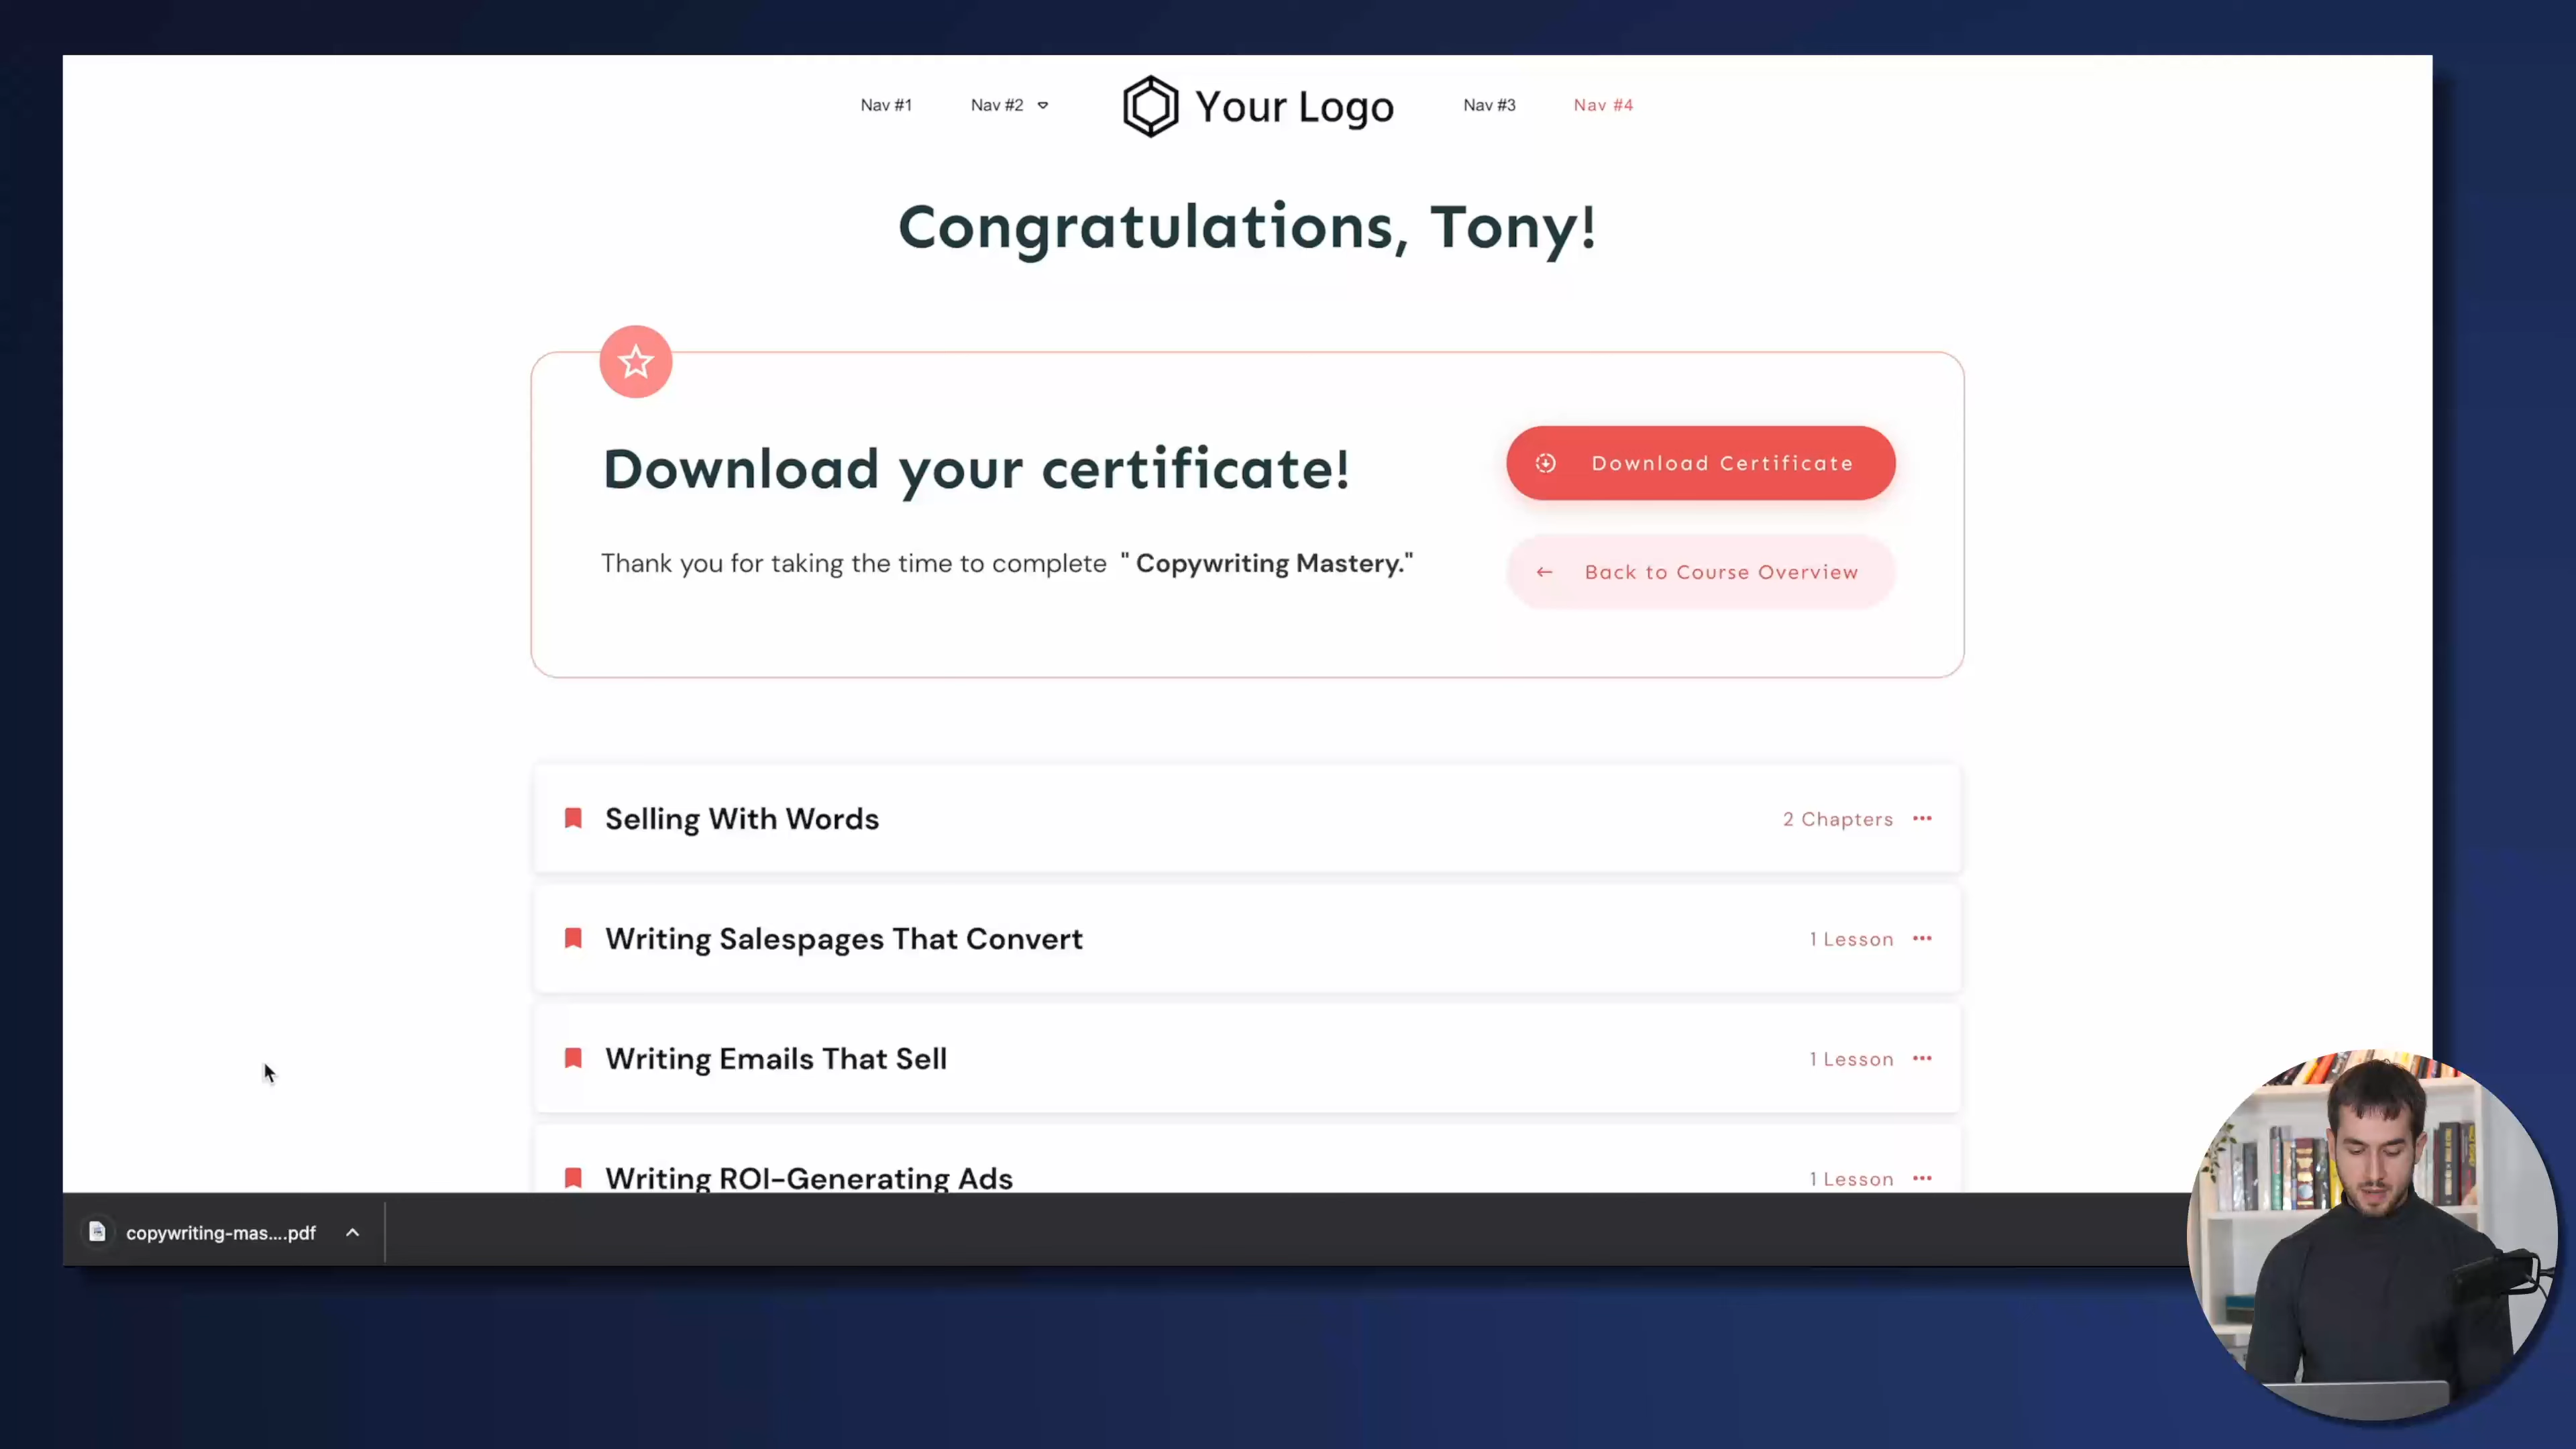 Nav #1 Nav #2 Your Logo Nav #3 Nav #4
Congratulations, Tony!
Download your certificate!
Download Certificate
Thank you for taking the time to complete " Copywriting Mastery."
Back to Course Overview
Selling With Words 2 Chapters
Writing Salespages That Convert 1 Lesson
Writing Emails That Sell 1 Lesson
Writing ROI-Generating Ads 1 Lesson
copywriting-mas....pdf